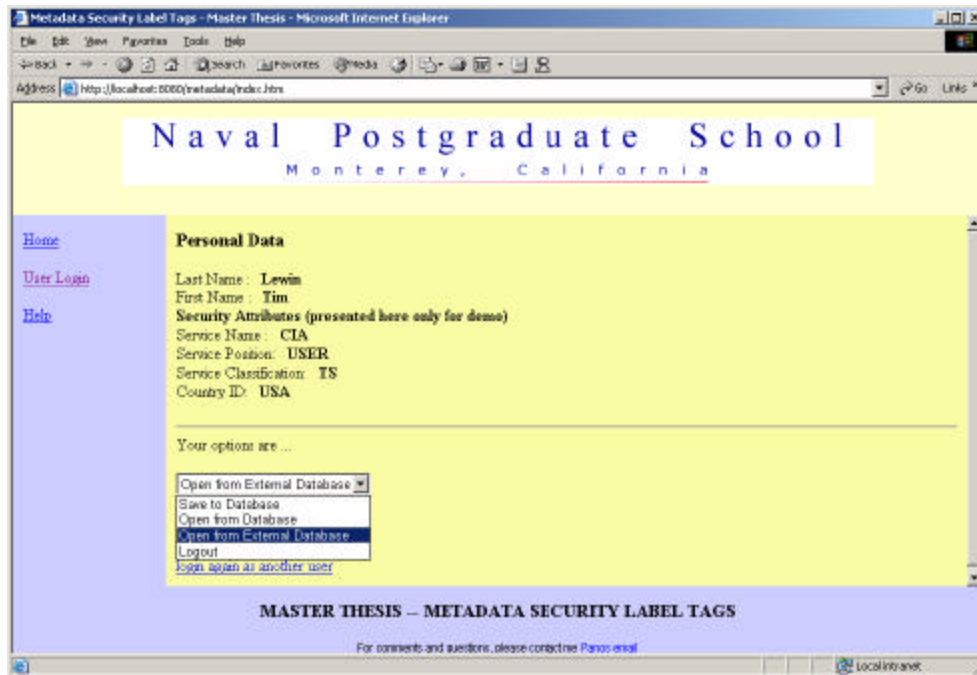 Metadata Security Label Tags - Master Thesis - Microsoft Internet Explorer
File Edit View Favorites Tools Help
Back Search Favorites Media
Address http://localhost:8080/metadata/index.htm Go Links »
Naval Postgraduate School
Monterey, California
Home
User Login
Help
Personal Data
Last Name : Lewin
First Name : Tim
Security Attributes (presented here only for demo)
Service Name : CIA
Service Position: USER
Service Classification: TS
Country ID: USA
Your options are ...
Open from External Database
Save to Database
Open from Database
Open from External Database
Logout
login again as another user
MASTER THESIS -- METADATA SECURITY LABEL TAGS
For comments and questions, please contact me Panos email
Local intranet